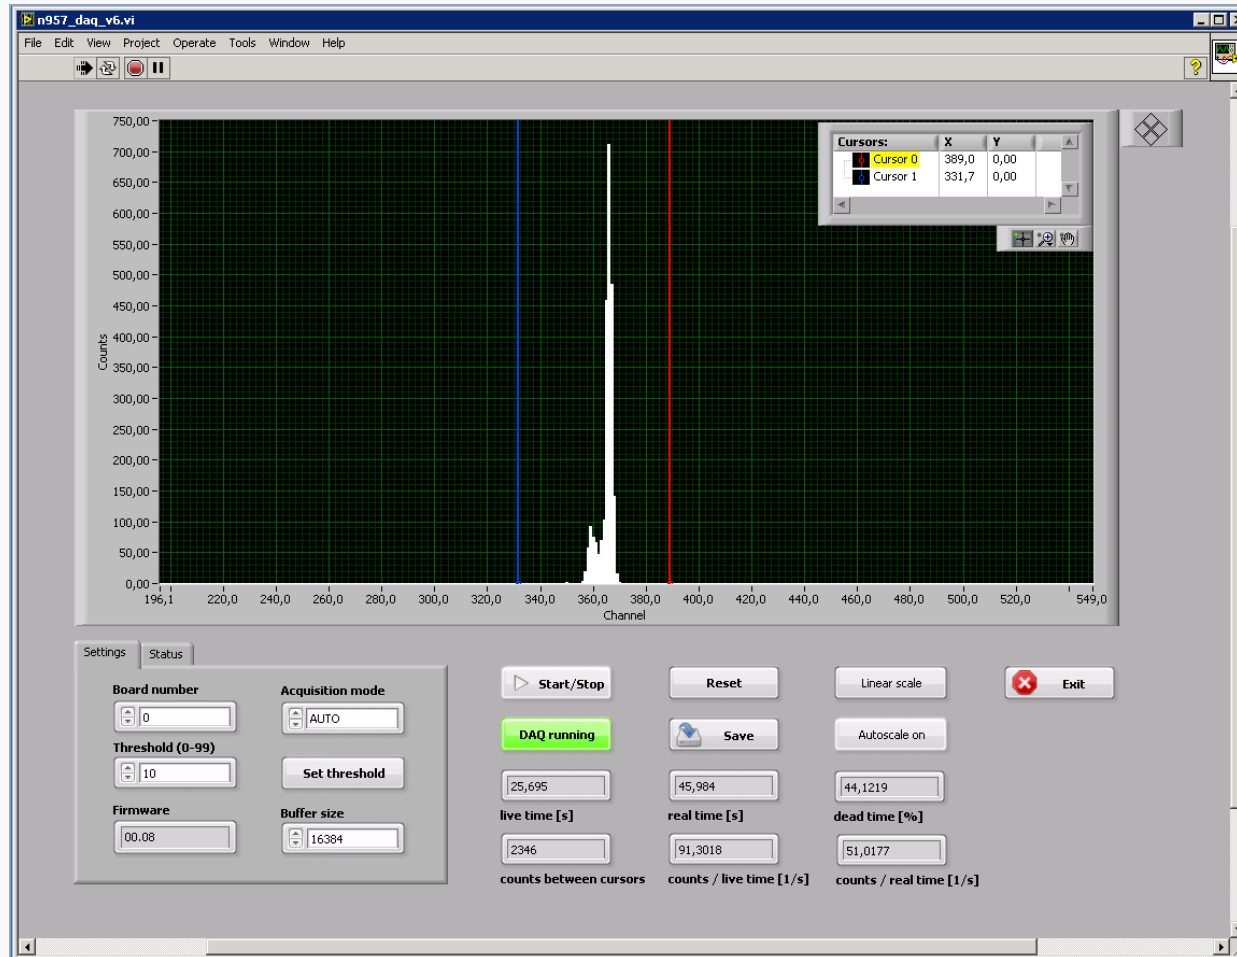 n957_daq_v6.vi
File Edit View Project Operate Tools Window Help
750,00
700,00
650,00
600,00
550,00
500,00
450,00
400,00
350,00
300,00
250,00
200,00
150,00
100,00
50,00
0,00
Counts
196,1 220,0 240,0 260,0 280,0 300,0 320,0 340,0 360,0 380,0 400,0 420,0 440,0 460,0 480,0 500,0 520,0 549,0
Channel
Cursors: X Y
Cursor 0 389,0 0,00
Cursor 1 331,7 0,00
Settings Status
Board number Acquisition mode
0 AUTO
Threshold (0-99)
10 Set threshold
Firmware Buffer size
00.08 16384
Start/Stop Reset Linear scale Exit
DAQ running Save Autoscale on
25,695 45,984 44,1219
live time [s] real time [s] dead time [%]
2346 91,3018 51,0177
counts between cursors counts / live time [1/s] counts / real time [1/s]